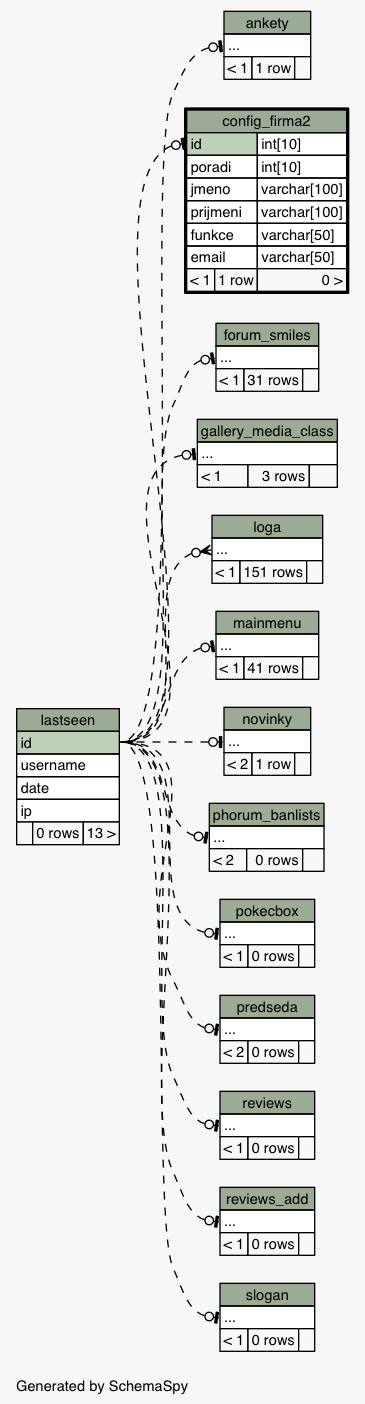 ankety
...
< 1 1 row
config_firma2
id int[10]
poradi int[10]
jmeno varchar[100]
prijmeni varchar[100]
funkce varchar[50]
email varchar[50]
< 1 1 row 0 >
forum_smiles
...
< 1 31 rows
gallery_media_class
...
< 1 3 rows
loga
...
< 1 151 rows
mainmenu
...
< 1 41 rows
lastseen
id
username
date
ip
0 rows 13 >
novinky
...
< 2 1 row
phorum_banlists
...
< 2 0 rows
pokecbox
...
< 1 0 rows
predseda
...
< 2 0 rows
reviews
...
< 1 0 rows
reviews_add
...
< 1 0 rows
slogan
...
< 1 0 rows
Generated by SchemaSpy